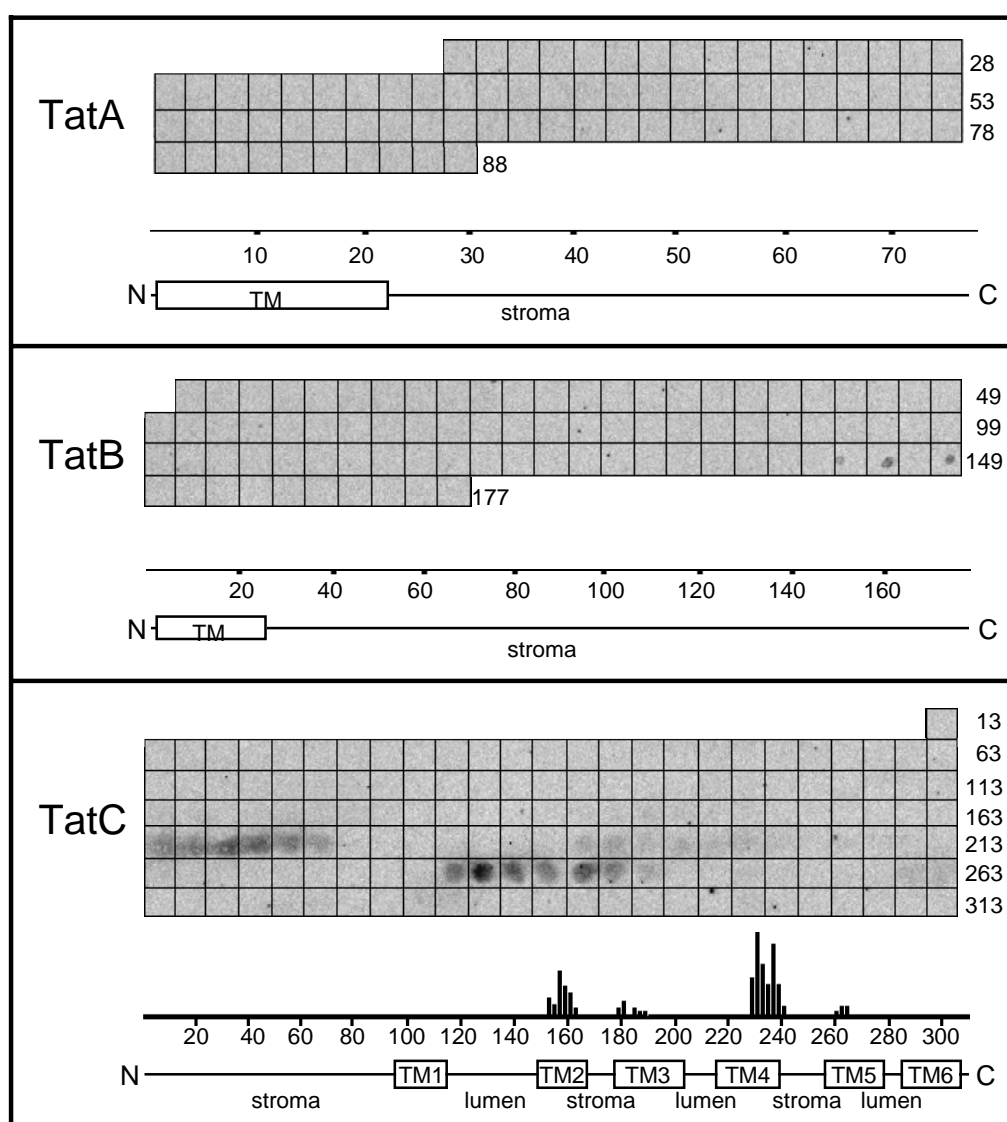 TatA
28
53
78
88
10 20 30 40 50 60 70
N TM C
stroma
TatB
49
99
149
177
20 40 60 80 100 120 140 160
N TM C
stroma
TatC
13
63
113
163
213
263
313
20 40 60 80 100 120 140 160 180 200 220 240 260 280 300
N TM1 TM2 TM3 TM4 TM5 TM6 C
stroma lumen stroma lumen stroma lumen